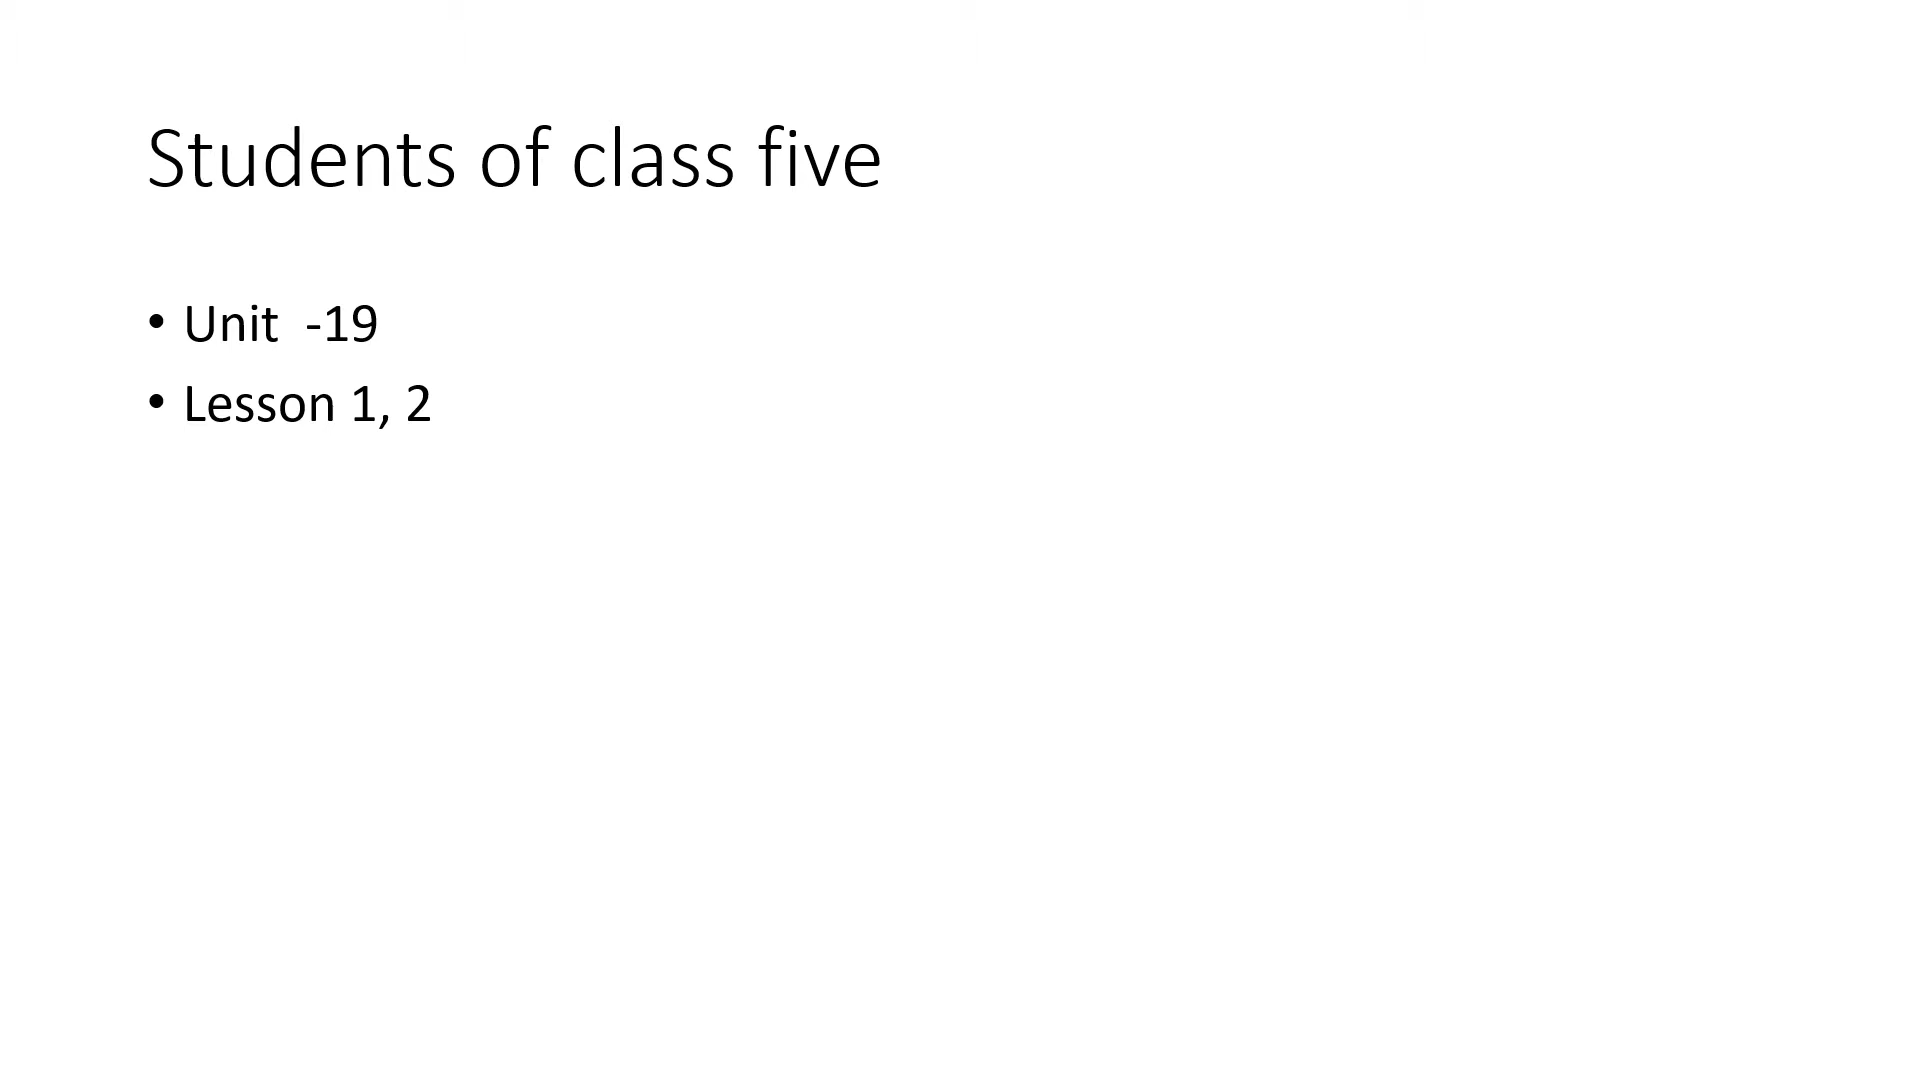 Students of class five
• Unit  -19
• Lesson 1, 2